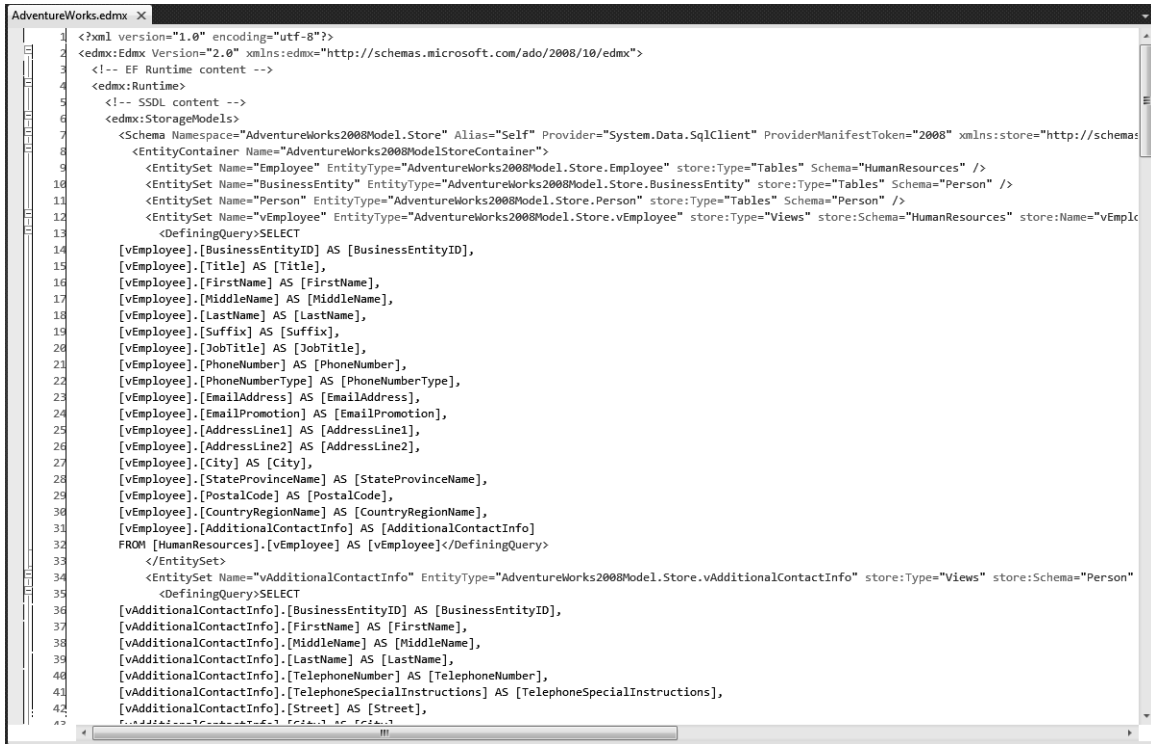 AdventureWorks.edmx X
1 <?xml version="1.0" encoding="utf-8"?>
2 <edmx:Edmx Version="2.0" xmlns:edmx="http://schemas.microsoft.com/ado/2008/10/edmx">
3 <!-- EF Runtime content -->
4 <edmx:Runtime>
5 <!-- SSDL content -->
6 <edmx:StorageModels>
7 <Schema Namespace="AdventureWorks2008Model.Store" Alias="Self" Provider="System.Data.SqlClient" ProviderManifestToken="2008" xmlns:store="http://schemas
8 <EntityContainer Name="AdventureWorks2008ModelStoreContainer">
9 <EntitySet Name="Employee" EntityType="AdventureWorks2008Model.Store.Employee" store:Type="Tables" Schema="HumanResources" />
10 <EntitySet Name="BusinessEntity" EntityType="AdventureWorks2008Model.Store.BusinessEntity" store:Type="Tables" Schema="Person" />
11 <EntitySet Name="Person" EntityType="AdventureWorks2008Model.Store.Person" store:Type="Tables" Schema="Person" />
12 <EntitySet Name="vEmployee" EntityType="AdventureWorks2008Model.Store.vEmployee" store:Type="Views" store:Schema="HumanResources" store:Name="vEmplo
13 <DefiningQuery>SELECT
14 [vEmployee].[BusinessEntityID] AS [BusinessEntityID],
15 [vEmployee].[Title] AS [Title],
16 [vEmployee].[FirstName] AS [FirstName],
17 [vEmployee].[MiddleName] AS [MiddleName],
18 [vEmployee].[LastName] AS [LastName],
19 [vEmployee].[Suffix] AS [Suffix],
20 [vEmployee].[JobTitle] AS [JobTitle],
21 [vEmployee].[PhoneNumber] AS [PhoneNumber],
22 [vEmployee].[PhoneNumberType] AS [PhoneNumberType],
23 [vEmployee].[EmailAddress] AS [EmailAddress],
24 [vEmployee].[EmailPromotion] AS [EmailPromotion],
25 [vEmployee].[AddressLine1] AS [AddressLine1],
26 [vEmployee].[AddressLine2] AS [AddressLine2],
27 [vEmployee].[City] AS [City],
28 [vEmployee].[StateProvinceName] AS [StateProvinceName],
29 [vEmployee].[PostalCode] AS [PostalCode],
30 [vEmployee].[CountryRegionName] AS [CountryRegionName],
31 [vEmployee].[AdditionalContactInfo] AS [AdditionalContactInfo]
32 FROM [HumanResources].[vEmployee] AS [vEmployee]</DefiningQuery>
33 </EntitySet>
34 <EntitySet Name="vAdditionalContactInfo" EntityType="AdventureWorks2008Model.Store.vAdditionalContactInfo" store:Type="Views" store:Schema="Person"
35 <DefiningQuery>SELECT
36 [vAdditionalContactInfo].[BusinessEntityID] AS [BusinessEntityID],
37 [vAdditionalContactInfo].[FirstName] AS [FirstName],
38 [vAdditionalContactInfo].[MiddleName] AS [MiddleName],
39 [vAdditionalContactInfo].[LastName] AS [LastName],
40 [vAdditionalContactInfo].[TelephoneNumber] AS [TelephoneNumber],
41 [vAdditionalContactInfo].[TelephoneSpecialInstructions] AS [TelephoneSpecialInstructions],
42 [vAdditionalContactInfo].[Street] AS [Street],
43 [vAdditionalContactInfo].[City] AS [City]